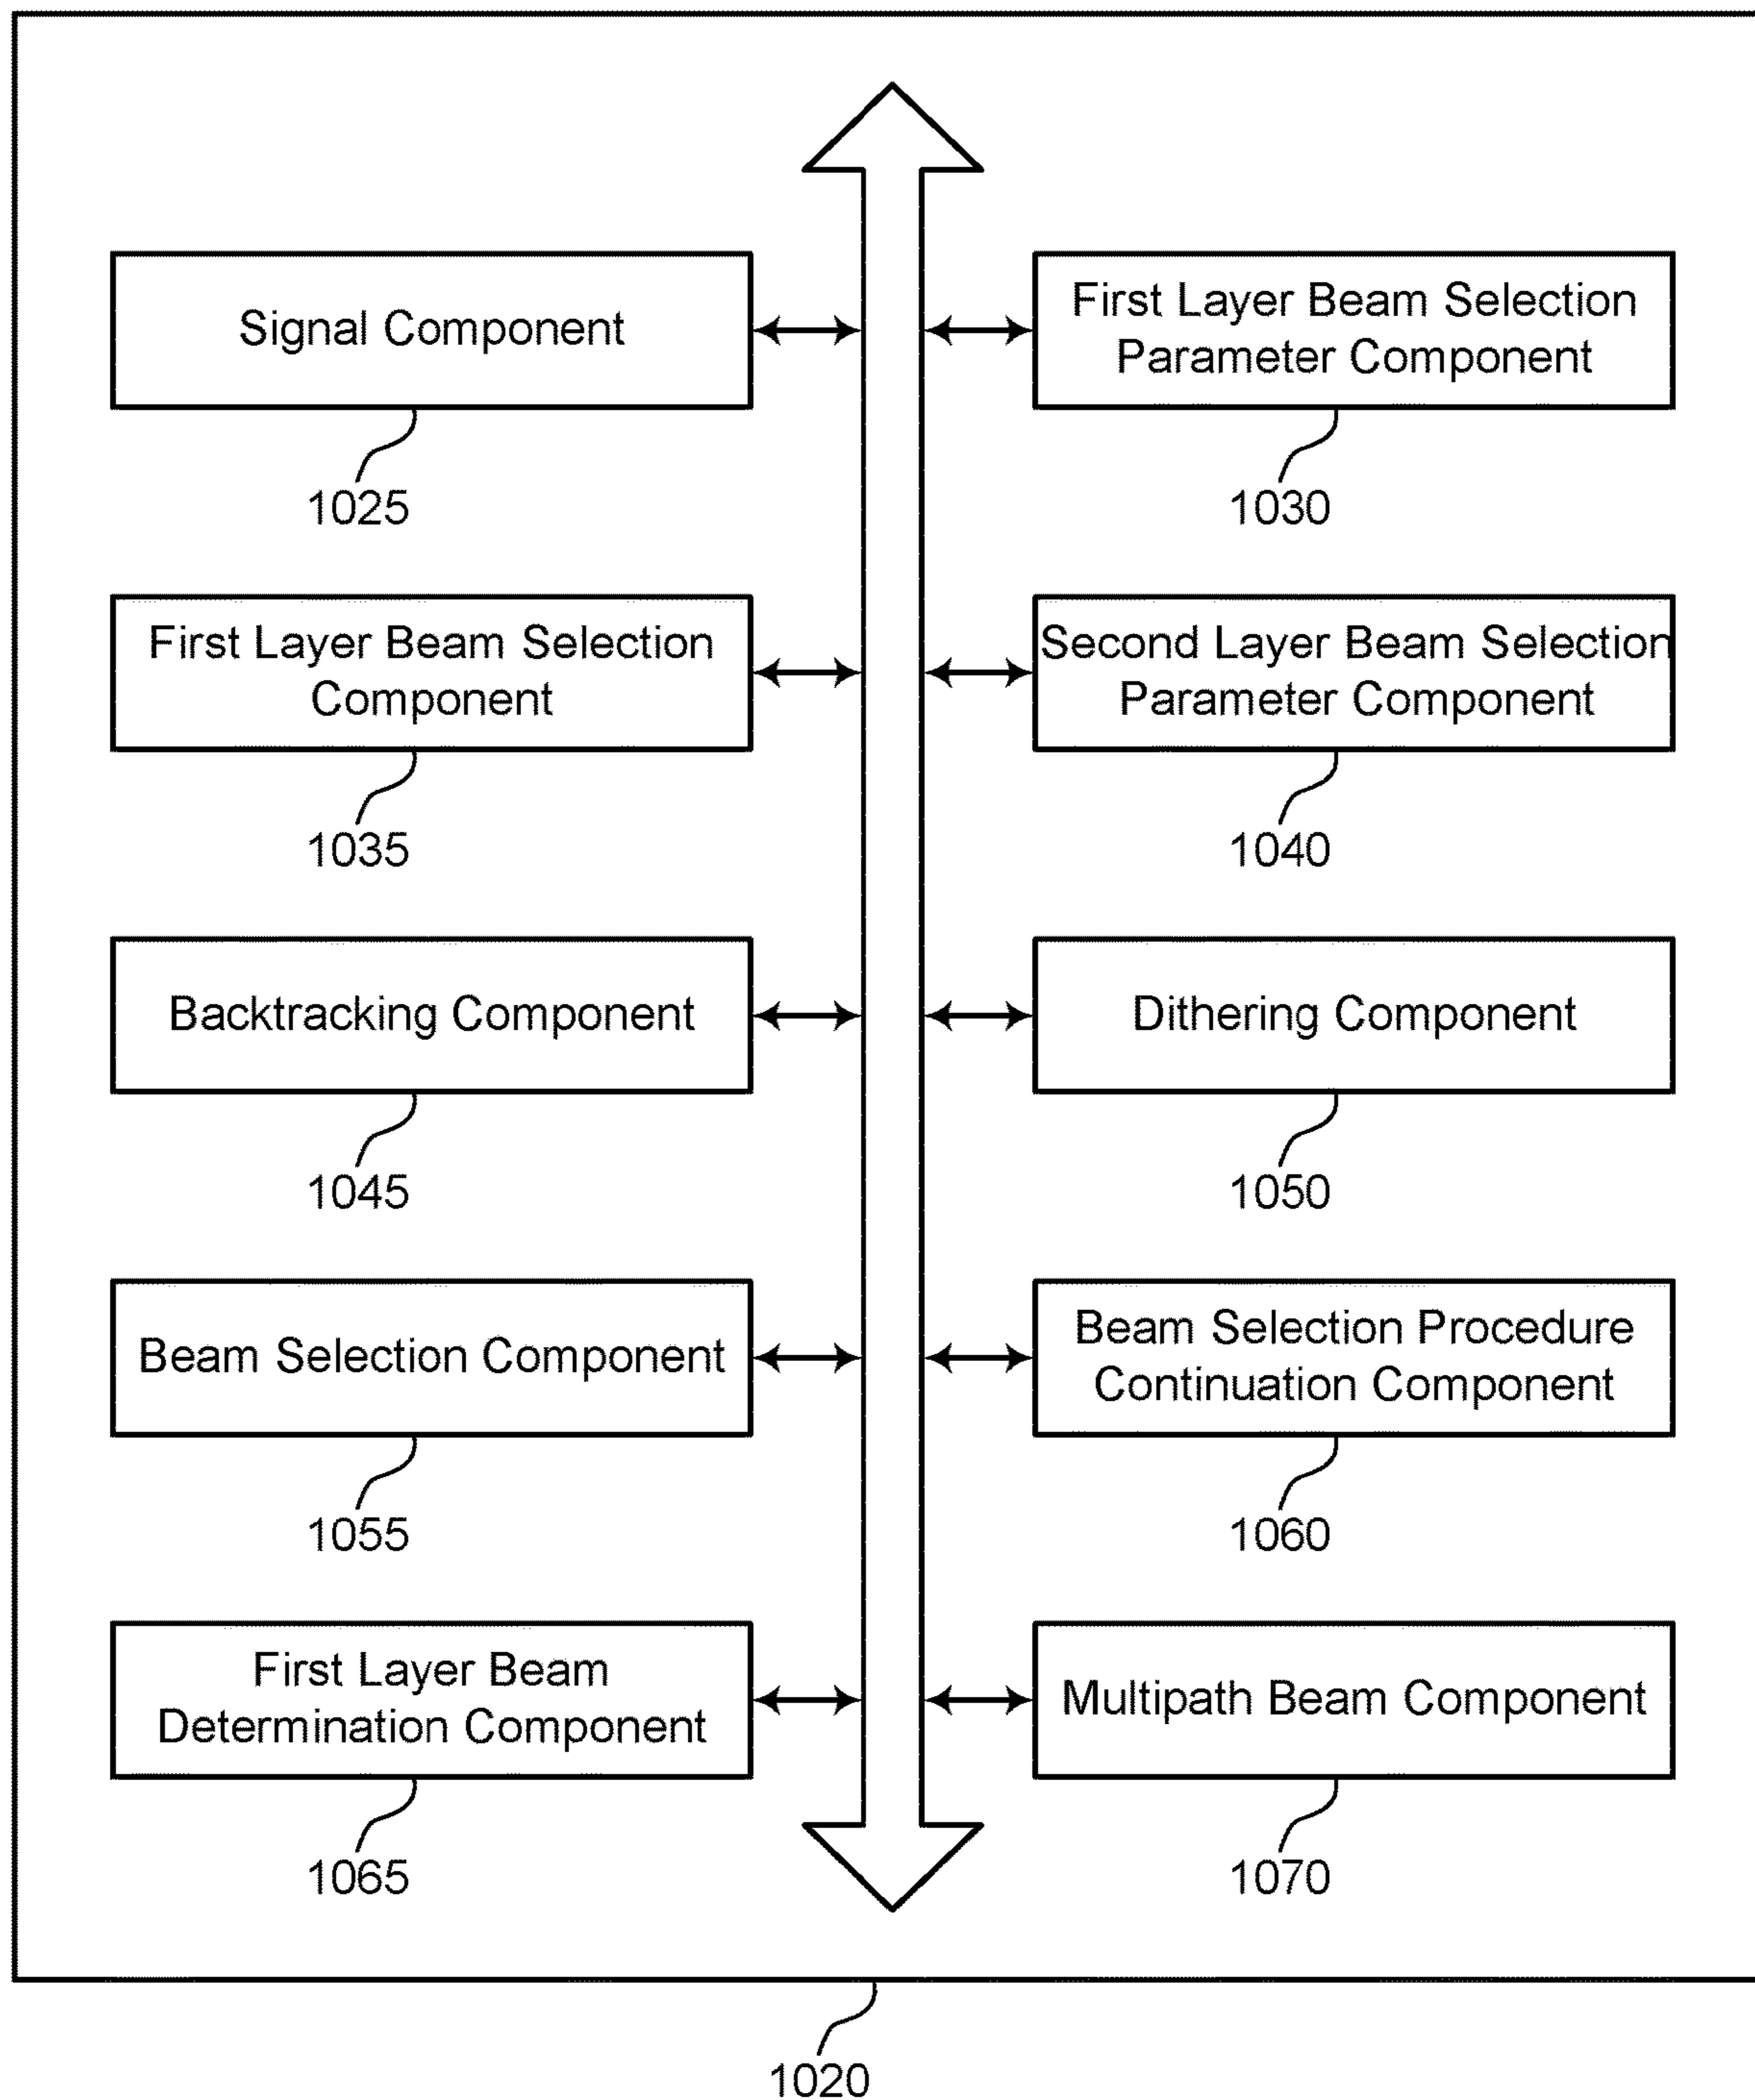 Signal Component
1025
First Layer Beam Selection
Parameter Component
1030
First Layer Beam Selection
Component
1035
Second Layer Beam Selection
Parameter Component
1040
Backtracking Component
1045
Dithering Component
1050
Beam Selection Component
1055
Beam Selection Procedure
Continuation Component
1060
First Layer Beam
Determination Component
1065
Multipath Beam Component
1070
1020